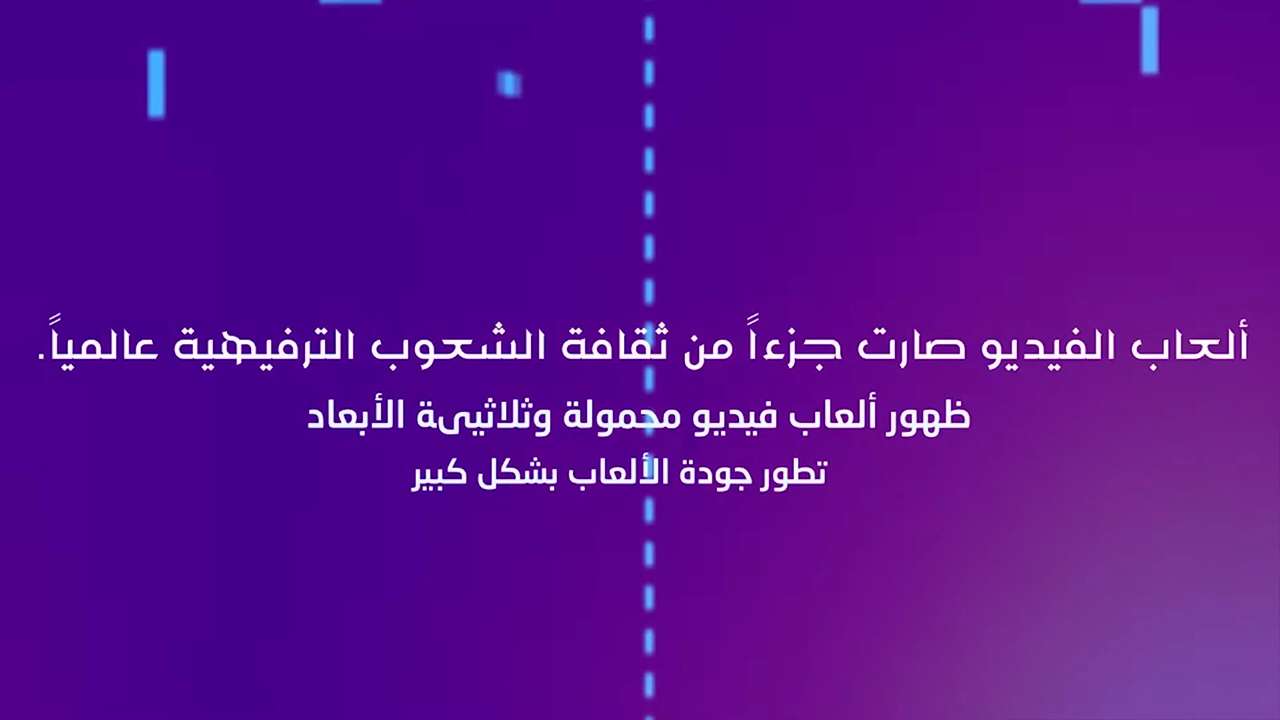 ألعاب الفيديو صارت جزءاً من ثقافة الشعوب الترفيهية عالمياً.
ظهور ألعاب فيديو محمولة وثلاثيىة الأبعاد
تطور جودة الألعاب بشكل كبير